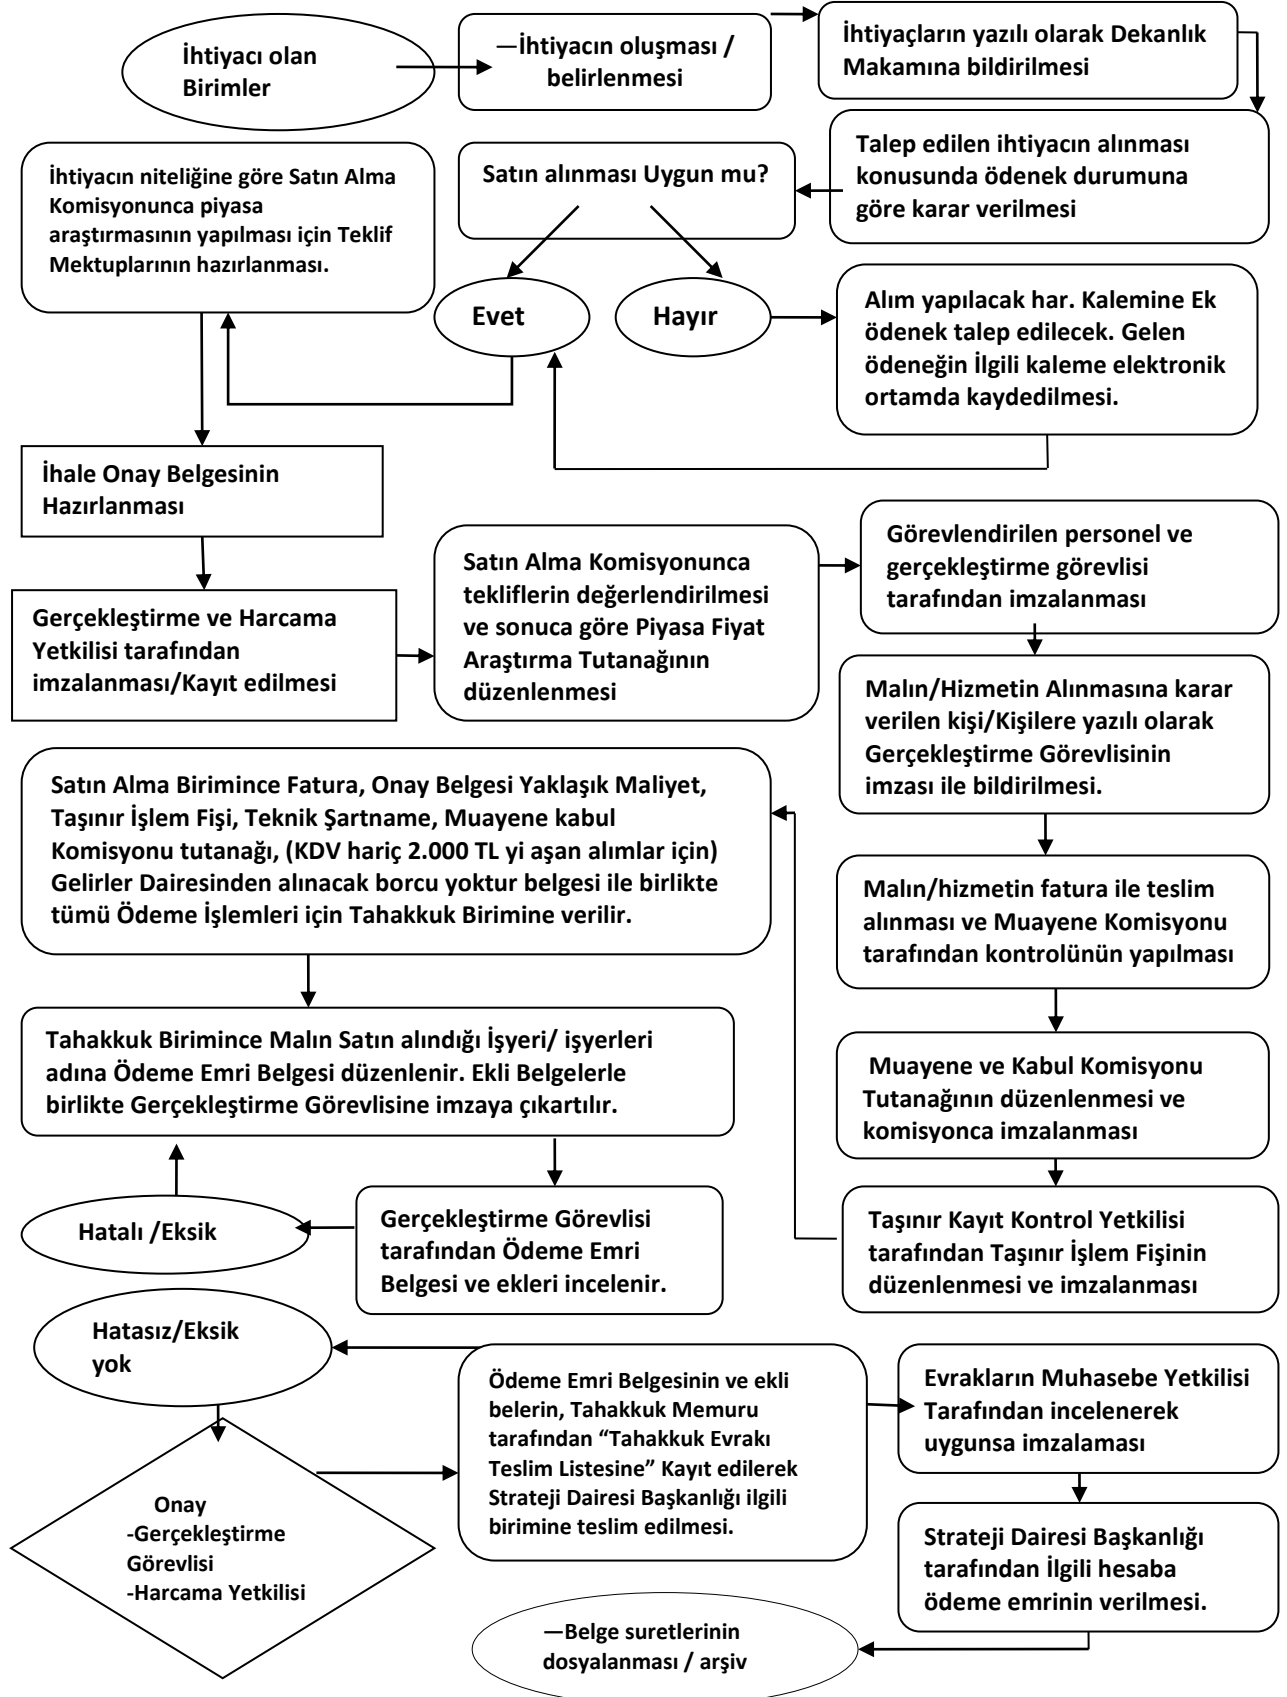 İhtiyacı olan
Birimler
—İhtiyacın oluşması /
belirlenmesi
İhtiyaçların yazılı olarak Dekanlık
Makamına bildirilmesi
Talep edilen ihtiyacın alınması
konusunda ödenek durumuna
göre karar verilmesi
Satın alınması Uygun mu?
Evet
Hayır
Alım yapılacak har. Kalemine Ek
ödenek talep edilecek. Gelen
ödeneğin İlgili kaleme elektronik
ortamda kaydedilmesi.
İhtiyacın niteliğine göre Satın Alma
Komisyonunca piyasa
araştırmasının yapılması için Teklif
Mektuplarının hazırlanması.
İhale Onay Belgesinin
Hazırlanması
Gerçekleştirme ve Harcama
Yetkilisi tarafından
imzalanması/Kayıt edilmesi
Satın Alma Komisyonunca
tekliflerin değerlendirilmesi
ve sonuca göre Piyasa Fiyat
Araştırma Tutanağının
düzenlenmesi
Görevlendirilen personel ve
gerçekleştirme görevlisi
tarafından imzalanması
Malın/Hizmetin Alınmasına karar
verilen kişi/Kişilere yazılı olarak
Gerçekleştirme Görevlisinin
imzası ile bildirilmesi.
Malın/hizmetin fatura ile teslim
alınması ve Muayene Komisyonu
tarafından kontrolünün yapılması
Muayene ve Kabul Komisyonu
Tutanağının düzenlenmesi ve
komisyonca imzalanması
Taşınır Kayıt Kontrol Yetkilisi
tarafından Taşınır İşlem Fişinin
düzenlenmesi ve imzalanması
Satın Alma Birimince Fatura, Onay Belgesi Yaklaşık Maliyet,
Taşınır İşlem Fişi, Teknik Şartname, Muayene kabul
Komisyonu tutanağı, (KDV hariç 2.000 TL yi aşan alımlar için)
Gelirler Dairesinden alınacak borcu yoktur belgesi ile birlikte
tümü Ödeme İşlemleri için Tahakkuk Birimine verilir.
Tahakkuk Birimince Malın Satın alındığı İşyeri/ işyerleri
adına Ödeme Emri Belgesi düzenlenir. Ekli Belgelerle
birlikte Gerçekleştirme Görevlisine imzaya çıkartılır.
Gerçekleştirme Görevlisi
tarafından Ödeme Emri
Belgesi ve ekleri incelenir.
Hatalı /Eksik
Hatasız/Eksik
yok
Onay
-Gerçekleştirme
Görevlisi
-Harcama Yetkilisi
Ödeme Emri Belgesinin ve ekli
belerin, Tahakkuk Memuru
tarafından “Tahakkuk Evrakı
Teslim Listesine” Kayıt edilerek
Strateji Dairesi Başkanlığı ilgili
birimine teslim edilmesi.
Evrakların Muhasebe Yetkilisi
Tarafından incelenerek
uygunsa imzalaması
Strateji Dairesi Başkanlığı
tarafından İlgili hesaba
ödeme emrinin verilmesi.
—Belge suretlerinin
dosyalanması / arşiv